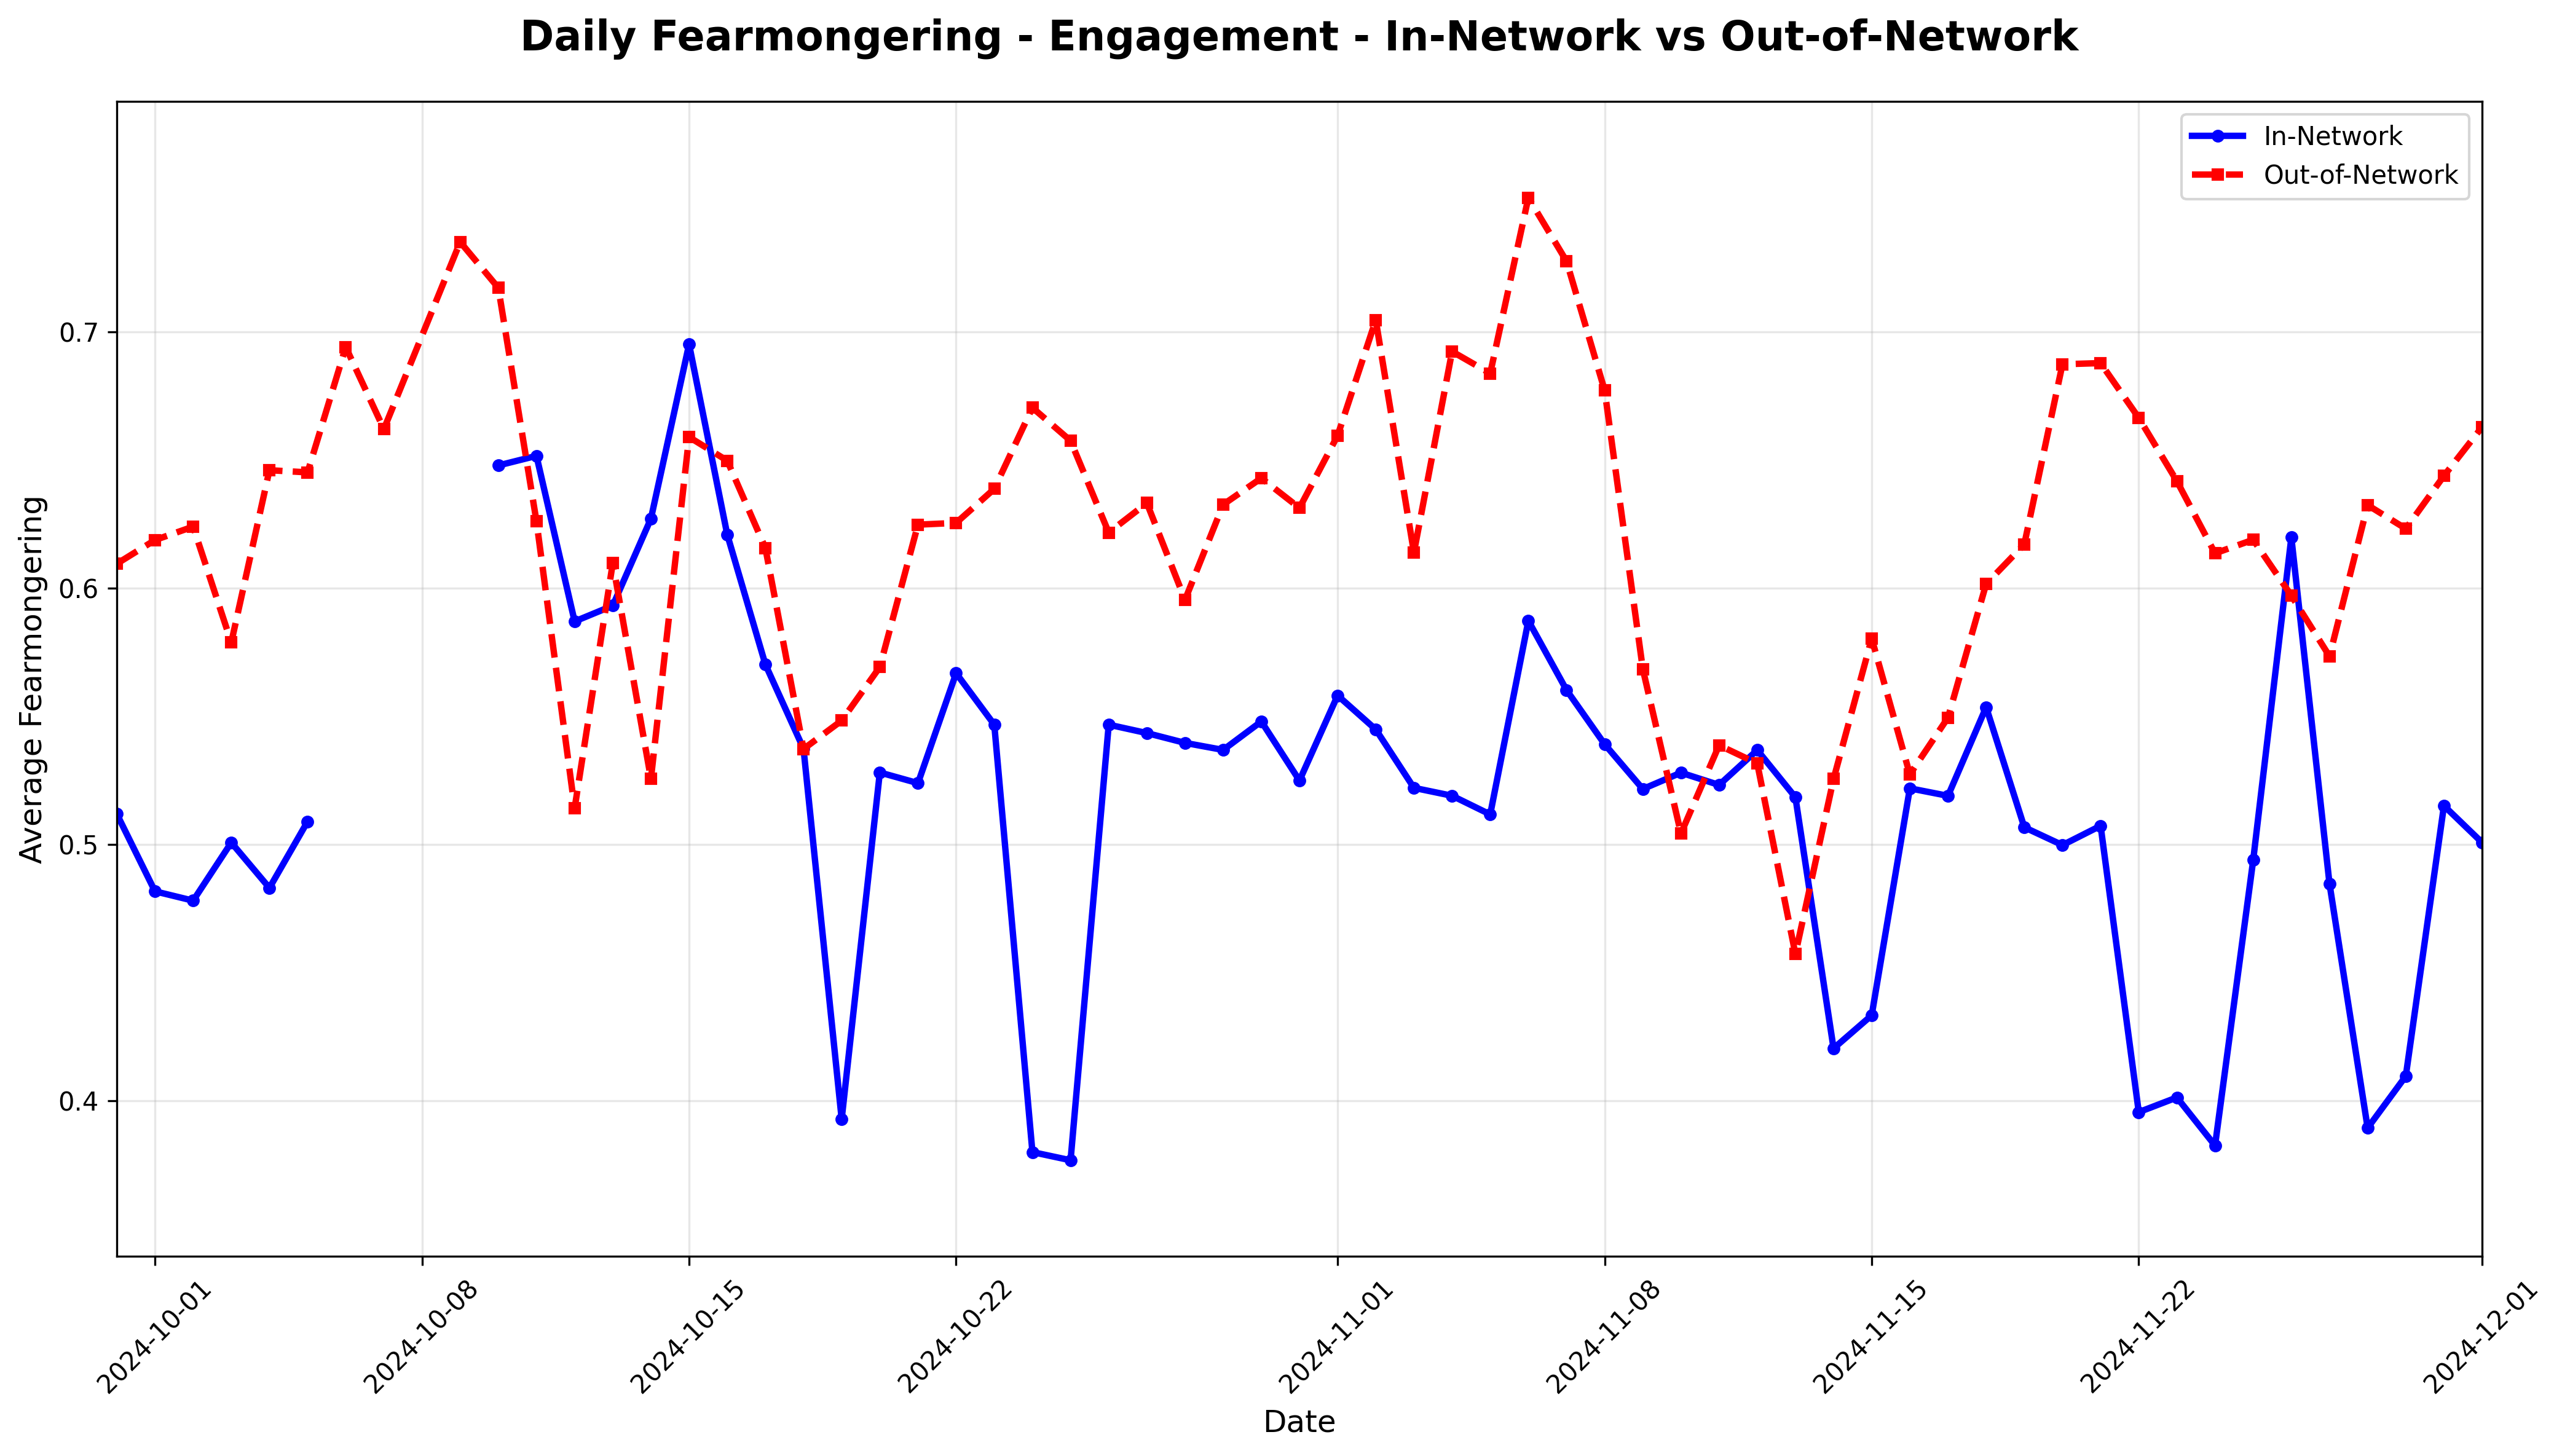 Daily Fearmongering - Engagement - In-Network vs Out-of-Network
In-Network
Out-of-Network
Average Fearmongering
0.7
0.6
0.5
0.4
2024-10-01
2024-10-08
2024-10-15
2024-10-22
2024-11-01
2024-11-08
2024-11-15
2024-11-22
2024-12-01
Date